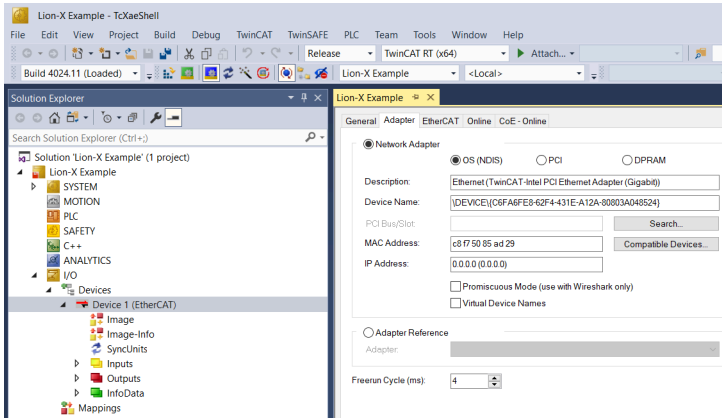 Lion-X Example - TcXaeShell
File Edit View Project Build Debug TwinCAT TwinSAFE PLC Team Tools Window Help
Release TwinCAT RT (x64) Attach...
Build 4024.11 (Loaded) Lion-X Example <Local>
Solution Explorer
Search Solution Explorer (Ctrl+;)
Solution 'Lion-X Example' (1 project)
Lion-X Example
SYSTEM
MOTION
PLC
SAFETY
C++
ANALYTICS
I/O
Devices
Device 1 (EtherCAT)
Image
Image-Info
SyncUnits
Inputs
Outputs
InfoData
Mappings
Lion-X Example
General Adapter EtherCAT Online CoE - Online
Network Adapter
OS (NDIS) PCI DPRAM
Description: Ethernet (TwinCAT-Intel PCI Ethernet Adapter (Gigabit))
Device Name: \DEVICE\{C6FA6FE8-62F4-431E-A12A-80803A048524}
PCI Bus/Slot: Search...
MAC Address: c8 f7 50 85 ad 29 Compatible Devices...
IP Address: 0.0.0.0 (0.0.0.0)
Promiscuous Mode (use with Wireshark only)
Virtual Device Names
Adapter Reference
Adapter:
Freerun Cycle (ms): 4